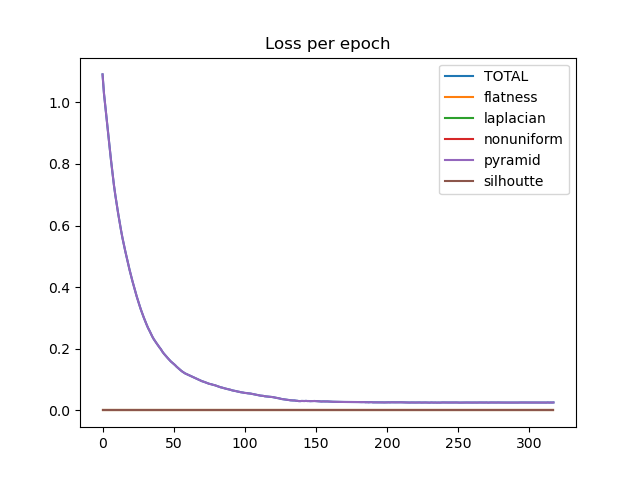 Loss per epoch
TOTAL
flatness
laplacian
nonuniform
pyramid
silhoutte
1.0
0.8
0.6
0.4
0.2
0.0
0 50 100 150 200 250 300